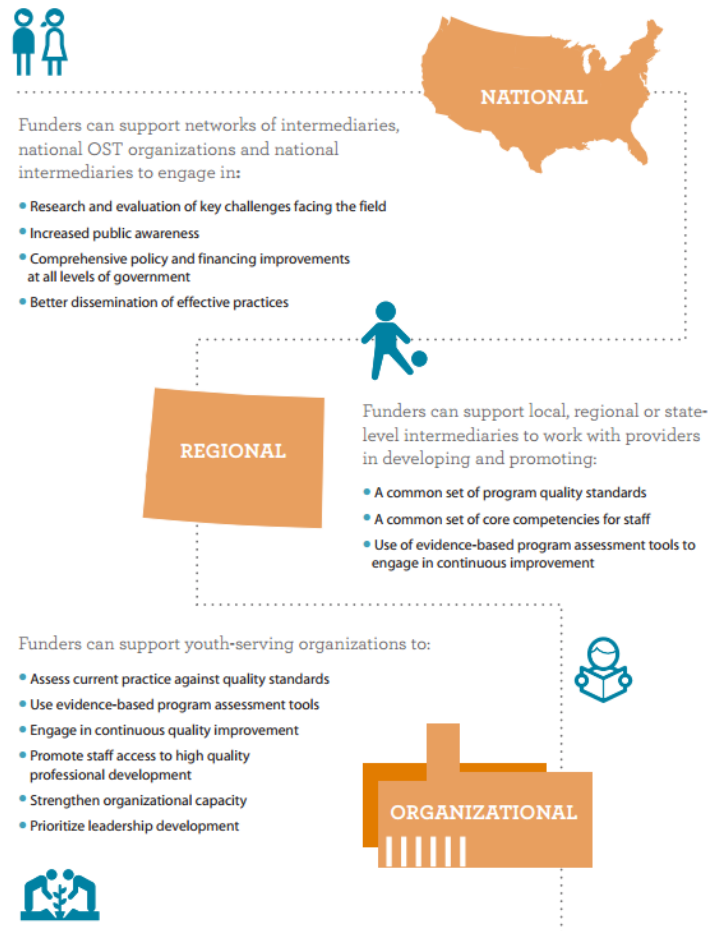 NATIONAL
Funders can support networks of intermediaries,
national OST organizations and national
intermediaries to engage in:
• Research and evaluation of key challenges facing the field
• Increased public awareness
• Comprehensive policy and financing improvements
at all levels of government
• Better dissemination of effective practices
REGIONAL
Funders can support local, regional or state-
level intermediaries to work with providers
in developing and promoting:
• A common set of program quality standards
• A common set of core competencies for staff
• Use of evidence-based program assessment tools to
engage in continuous improvement
Funders can support youth-serving organizations to:
• Assess current practice against quality standards
• Use evidence-based program assessment tools
• Engage in continuous quality improvement
• Promote staff access to high quality
professional development
• Strengthen organizational capacity
• Prioritize leadership development
ORGANIZATIONAL